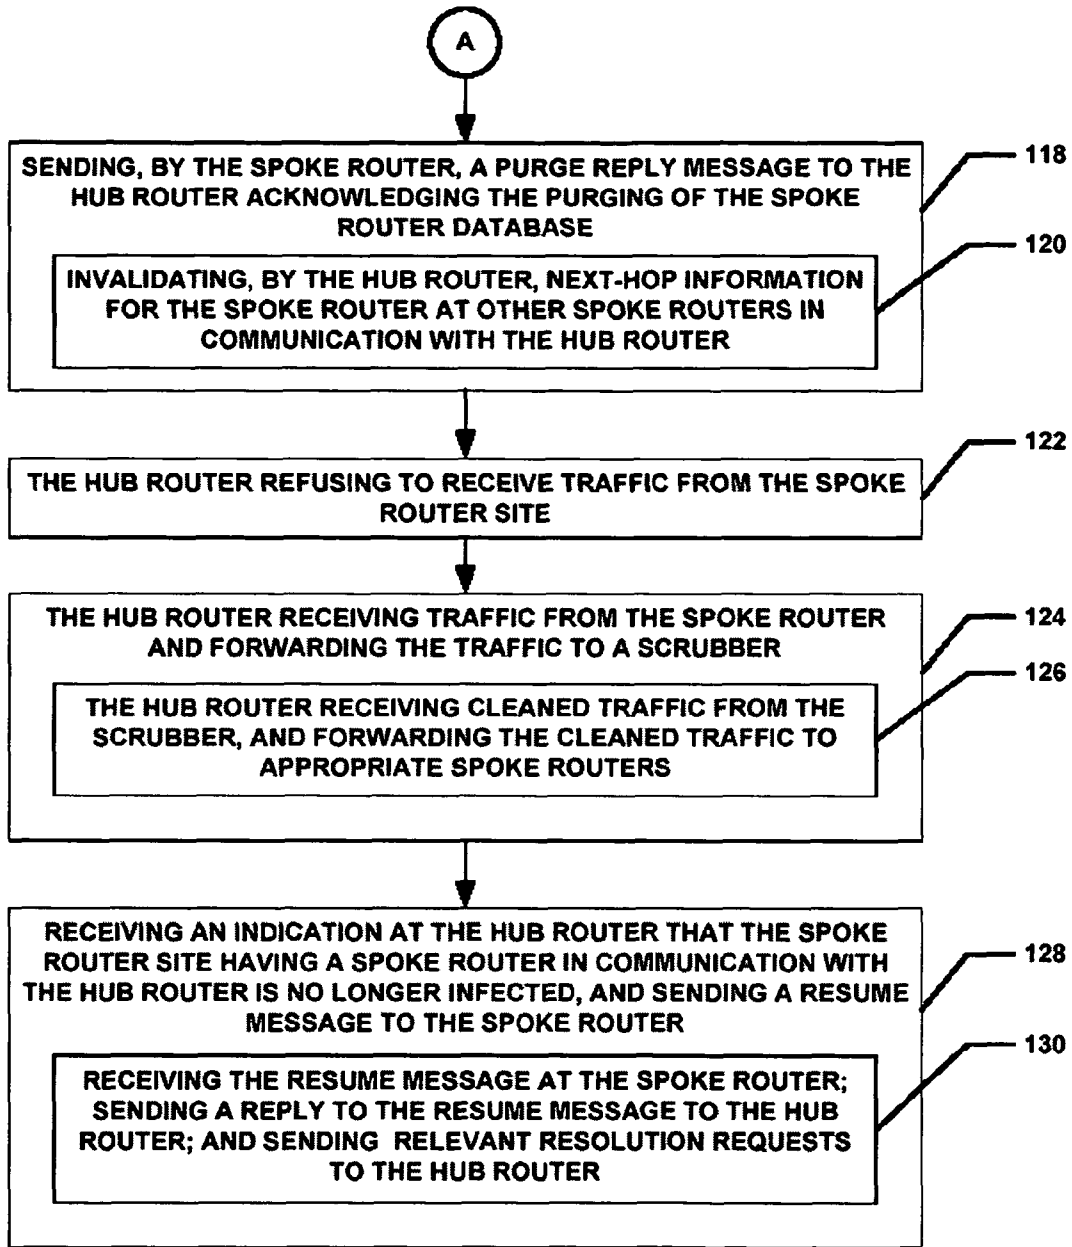 A
SENDING, BY THE SPOKE ROUTER, A PURGE REPLY MESSAGE TO THE
HUB ROUTER ACKNOWLEDGING THE PURGING OF THE SPOKE
ROUTER DATABASE
118
INVALIDATING, BY THE HUB ROUTER, NEXT-HOP INFORMATION
FOR THE SPOKE ROUTER AT OTHER SPOKE ROUTERS IN
COMMUNICATION WITH THE HUB ROUTER
120
THE HUB ROUTER REFUSING TO RECEIVE TRAFFIC FROM THE SPOKE
ROUTER SITE
122
THE HUB ROUTER RECEIVING TRAFFIC FROM THE SPOKE ROUTER
AND FORWARDING THE TRAFFIC TO A SCRUBBER
124
THE HUB ROUTER RECEIVING CLEANED TRAFFIC FROM THE
SCRUBBER, AND FORWARDING THE CLEANED TRAFFIC TO
APPROPRIATE SPOKE ROUTERS
126
RECEIVING AN INDICATION AT THE HUB ROUTER THAT THE SPOKE
ROUTER SITE HAVING A SPOKE ROUTER IN COMMUNICATION WITH
THE HUB ROUTER IS NO LONGER INFECTED, AND SENDING A RESUME
MESSAGE TO THE SPOKE ROUTER
128
RECEIVING THE RESUME MESSAGE AT THE SPOKE ROUTER;
SENDING A REPLY TO THE RESUME MESSAGE TO THE HUB
ROUTER; AND SENDING RELEVANT RESOLUTION REQUESTS
TO THE HUB ROUTER
130